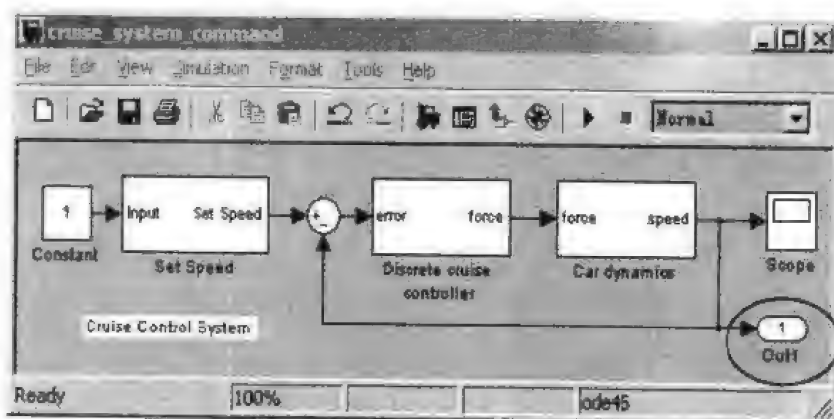 cruise_system_command
File Edit View Simulation Format Tools Help
Normal
1 Input Set Speed + - error force force speed
Constant Set Speed Discrete cruise controller Car dynamics Scope
Cruise Control System
1
Out1
Ready 100% ode45